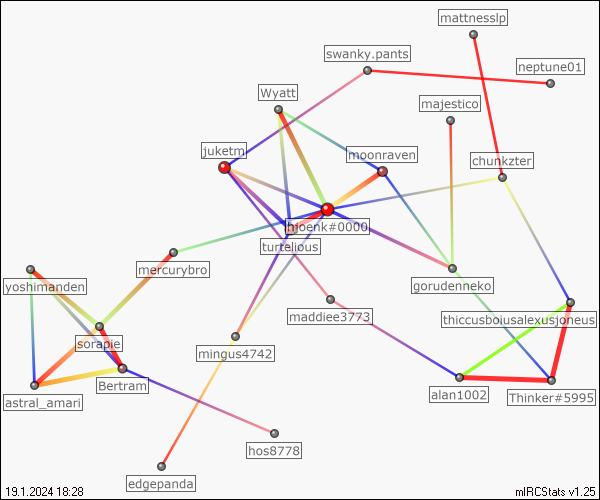 mattnesslp
swanky.pants
neptune01
Wyatt
majestico
juketm
moonraven
chunkzter
hjoenk#0000
turtelious
mercurybro
yoshimanden
gorudenneko
maddiee3773
thiccusboiusalexusjoneus
sorapie
mingus4742
Bertram
alan1002
Thinker#5995
astral_amari
hos8778
edgepanda
19.1.2024 18:28
mIRCStats v1.25